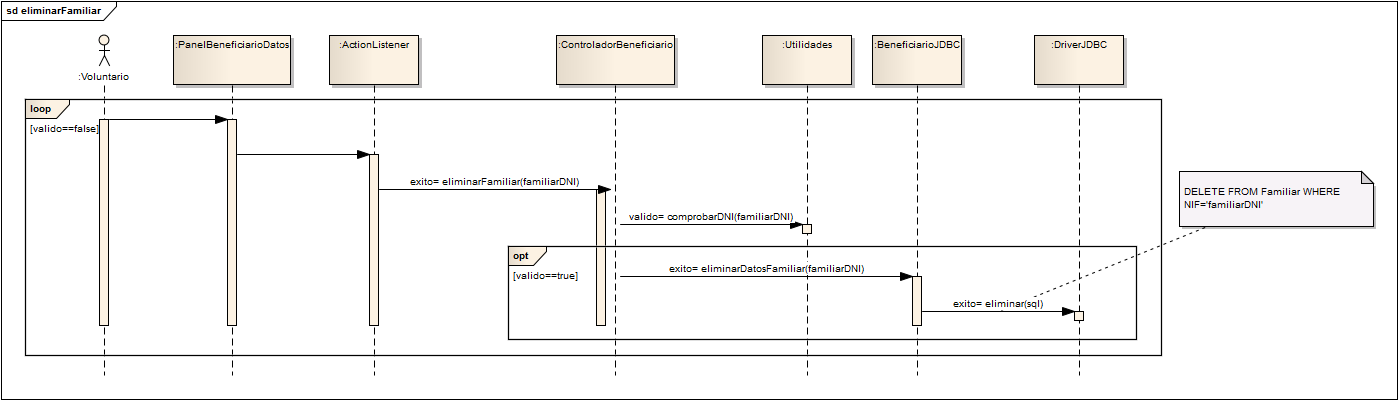 sd eliminarFamiliar
:Voluntario
:PanelBeneficiarioDatos
:ActionListener
:ControladorBeneficiario
:Utilidades
:BeneficiarioJDBC
:DriverJDBC
loop
[valido==false]
exito= eliminarFamiliar(familiarDNI)
valido= comprobarDNI(familiarDNI)
opt
[valido==true]
exito= eliminarDatosFamiliar(familiarDNI)
exito= eliminar(sql)
DELETE FROM Familiar WHERE
NIF='familiarDNI'